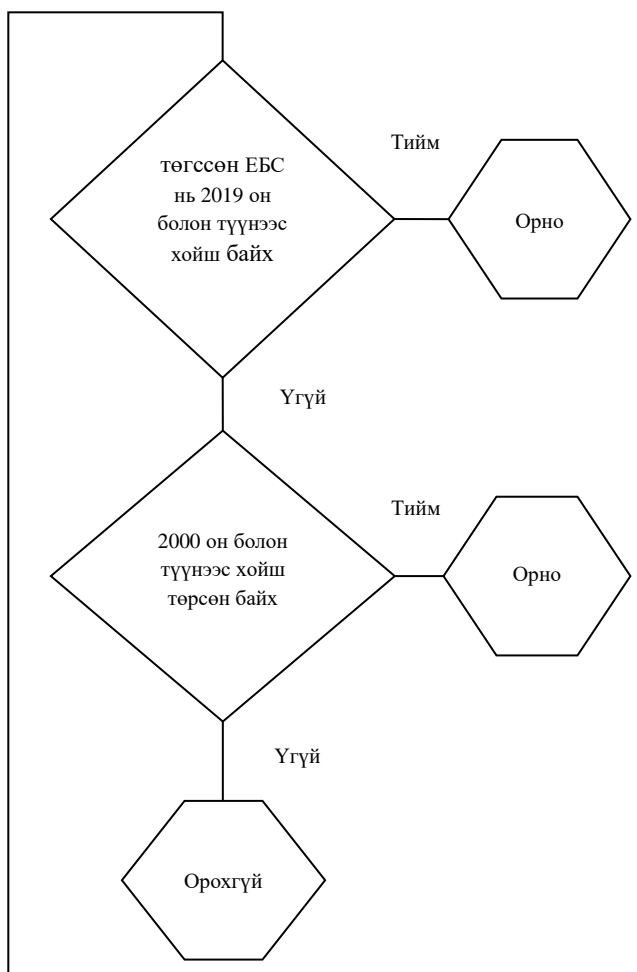 Тийм
төгссөн ЕБС
нь 2019 он
болон түүнээс
хойш байх
Орно
Үгүй
Тийм
2000 он болон
түүнээс хойш
төрсөн байх
Орно
Үгүй
Орохгүй